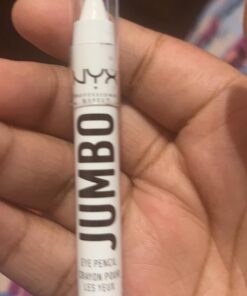 NYX
PROFESSIONAL
MAKEUP
JUMBO
EYE PENCIL
CRAYON POUR
LES YEUX